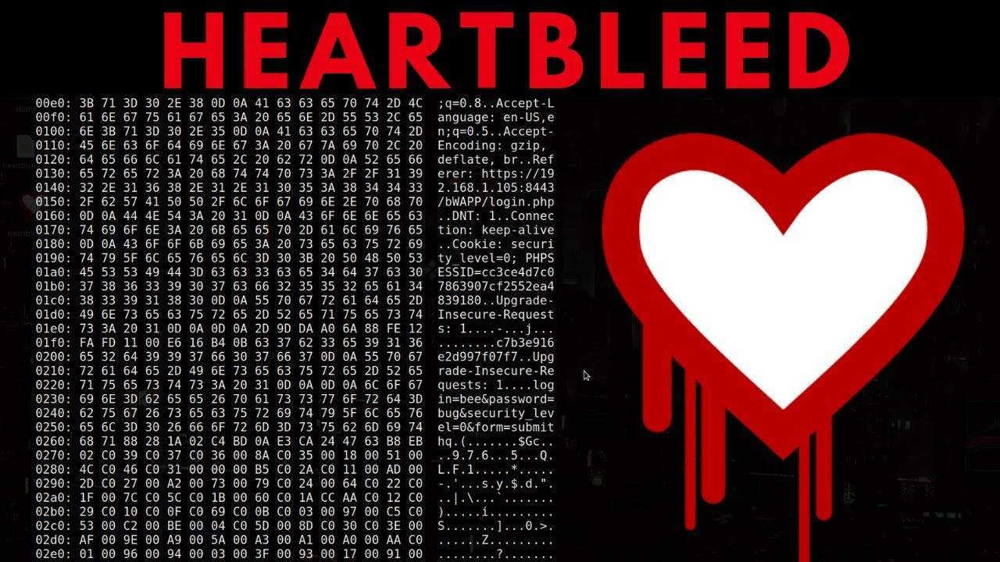 HEARTBLEED
00e0: 3B 71 3D 30 2E 38 0D 0A 41 63 63 65 70 74 2D 4C ;q=0.8..Accept-L
00f0: 61 6E 67 75 61 67 65 3A 20 65 6E 2D 55 53 2C 65 anguage: en-US,e
0100: 6E 3B 71 3D 30 2E 35 0D 0A 41 63 63 65 70 74 2D n;q=0.5..Accept-
0110: 45 6E 63 6F 64 69 6E 67 3A 20 67 7A 69 70 2C 20 Encoding: gzip,
0120: 64 65 66 6C 61 74 65 2C 20 62 72 0D 0A 52 65 66 deflate, br..Ref
0130: 65 72 65 72 3A 20 68 74 74 70 73 3A 2F 2F 31 39 erer: https://19
0140: 32 2E 31 36 38 2E 31 2E 31 30 35 3A 38 34 34 33 2.168.1.105:8443
0150: 2F 62 57 41 50 50 2F 6C 6F 67 69 6E 2E 70 68 70 /bWAPP/login.php
0160: 0D 0A 44 4E 54 3A 20 31 0D 0A 43 6F 6E 6E 65 63 ..DNT: 1..Connec
0170: 74 69 6F 6E 3A 20 6B 65 65 70 2D 61 6C 69 76 65 tion: keep-alive
0180: 0D 0A 43 6F 6F 6B 69 65 3A 20 73 65 63 75 72 69 ..Cookie: securi
0190: 74 79 5F 6C 65 76 65 6C 3D 30 3B 20 50 48 50 53 ty_level=0; PHPS
01a0: 45 53 53 49 44 3D 63 63 33 63 65 34 64 37 63 30 ESSID=cc3ce4d7c0
01b0: 37 38 36 33 39 30 37 63 66 32 35 35 32 65 61 34 7863907cf2552ea4
01c0: 38 33 39 31 38 30 0D 0A 55 70 67 72 61 64 65 2D 839180..Upgrade-
01d0: 49 6E 73 65 63 75 72 65 2D 52 65 71 75 65 73 74 Insecure-Request
01e0: 73 3A 20 31 0D 0A 0D 0A 2D 9D DA A0 6A 88 FE 12 s: 1....-...j...
01f0: FA FD 11 00 E6 16 B4 0B 63 37 62 33 65 39 31 36 ........c7b3e916
0200: 65 32 64 39 39 37 66 30 37 66 37 0D 0A 55 70 67 e2d997f07f7..Upg
0210: 72 61 64 65 2D 49 6E 73 65 63 75 72 65 2D 52 65 rade-Insecure-Re
0220: 71 75 65 73 74 73 3A 20 31 0D 0A 0D 0A 6C 6F 67 quests: 1....log
0230: 69 6E 3D 62 65 65 26 70 61 73 73 77 6F 72 64 3D in=bee&password=
0240: 62 75 67 26 73 65 63 75 72 69 74 79 5F 6C 65 76 bug&security_lev
0250: 65 6C 3D 30 26 66 6F 72 6D 3D 73 75 62 6D 69 74 el=0&form=submit
0260: 68 71 88 28 1A 02 C4 BD 0A E3 CA 24 47 63 B8 EB hq.(.......$Gc..
0270: 02 C0 39 C0 37 C0 36 00 8A C0 35 00 18 00 51 00 ..9.7.6...5...Q.
0280: 4C C0 46 C0 31 00 00 00 B5 C0 2A C0 11 00 AD 00 L.F.1.....*.....
0290: 2D C0 27 00 A2 00 73 00 79 C0 24 00 64 C0 22 C0 -.'...s.y.$.d.".
02a0: 1F 00 7C C0 5C C0 1B 00 60 C0 1A CC AA C0 12 C0 ..|.\...`.......
02b0: 29 C0 10 C0 0F C0 69 C0 0B C0 03 00 97 00 C5 C0 ).....i.........
02c0: 53 00 C2 00 BE 00 04 C0 5D 00 8D C0 30 C0 3E 00 S.......]...0.>.
02d0: AF 00 9E 00 A9 00 5A 00 A3 00 A1 00 A0 00 AA C0 ......Z.........
02e0: 01 00 96 00 94 00 03 00 3F 00 93 00 17 00 91 00 ........?.......